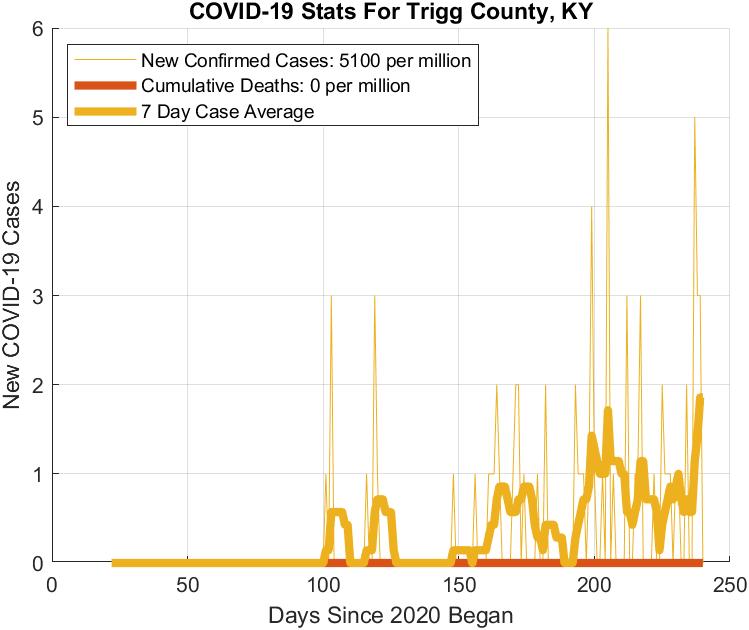 COVID-19 Stats For Trigg County, KY
New Confirmed Cases: 5100 per million
Cumulative Deaths: 0 per million
7 Day Case Average
New COVID-19 Cases
6
5
4
3
2
1
0
0 50 100 150 200 250
Days Since 2020 Began